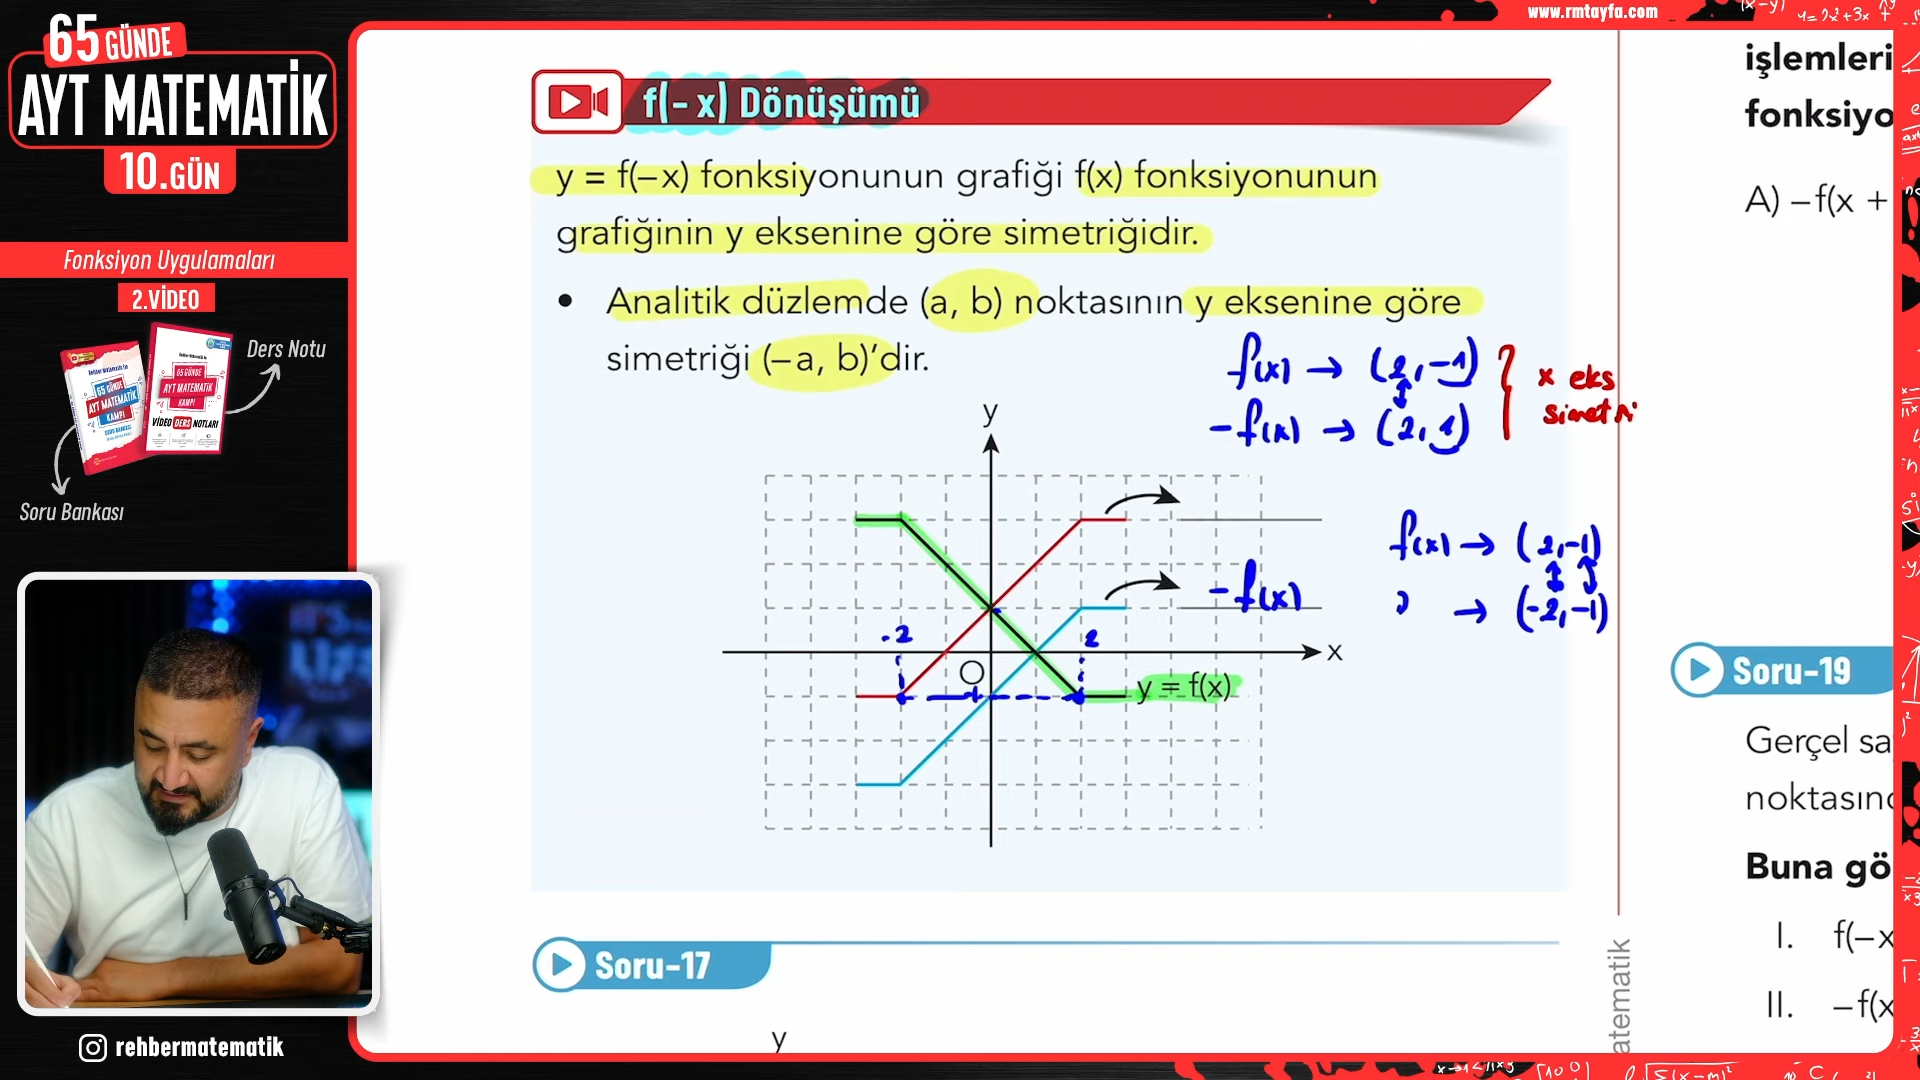 65 GÜNDE
AYT MATEMATİK
10.GÜN
Fonksiyon Uygulamaları
2.VİDEO
Ders Notu
Soru Bankası
rehbermatematik
www.rmtayfa.com
f(-x) Dönüşümü
y = f(-x) fonksiyonunun grafiği f(x) fonksiyonunun
grafiğinin y eksenine göre simetriğidir.
• Analitik düzlemde (a, b) noktasının y eksenine göre
simetriği (-a, b)'dir.
f(x) → (2, -1)
-f(x) → (2, 1)
x eks
simetri
y
f(x) → (2, -1)
→ (-2, -1)
-f(x)
-2
2
O
x
y = f(x)
Soru-17
y
işlemleri
fonksiyo
A) -f(x +
Soru-19
Gerçel sa
noktasınd
Buna gö
I. f(-x
II. -f(x
atematik